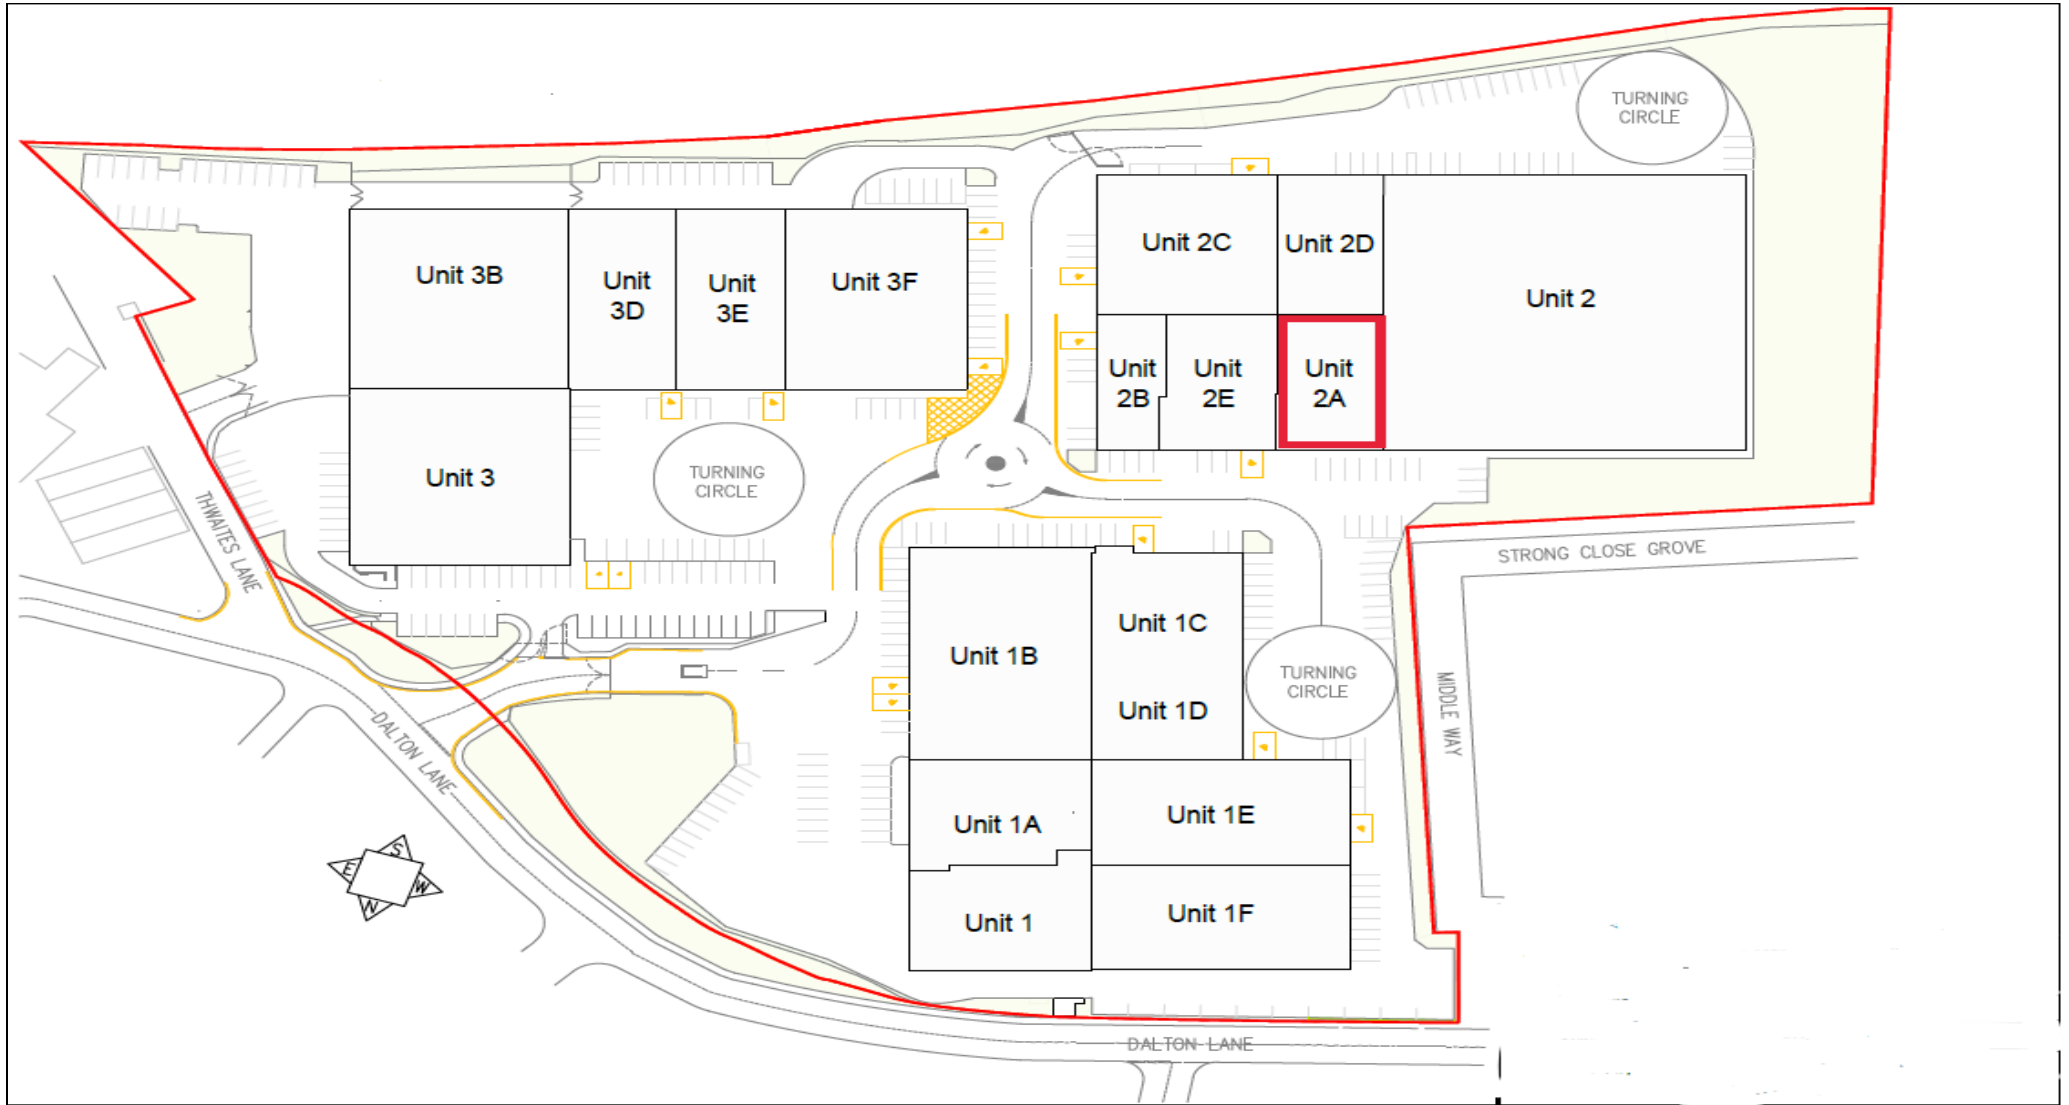 TURNING
CIRCLE
Unit 2C
Unit 2D
Unit 3B
Unit
3D
Unit
3E
Unit 3F
Unit 2
Unit
2B
Unit
2E
Unit
2A
Unit 3
TURNING
CIRCLE
THWAITES LANE
STRONG CLOSE GROVE
Unit 1C
Unit 1B
TURNING
CIRCLE
Unit 1D
MIDDLE WAY
DALTON LANE
Unit 1A
Unit 1E
S
E
W
N
Unit 1
Unit 1F
DALTON LANE